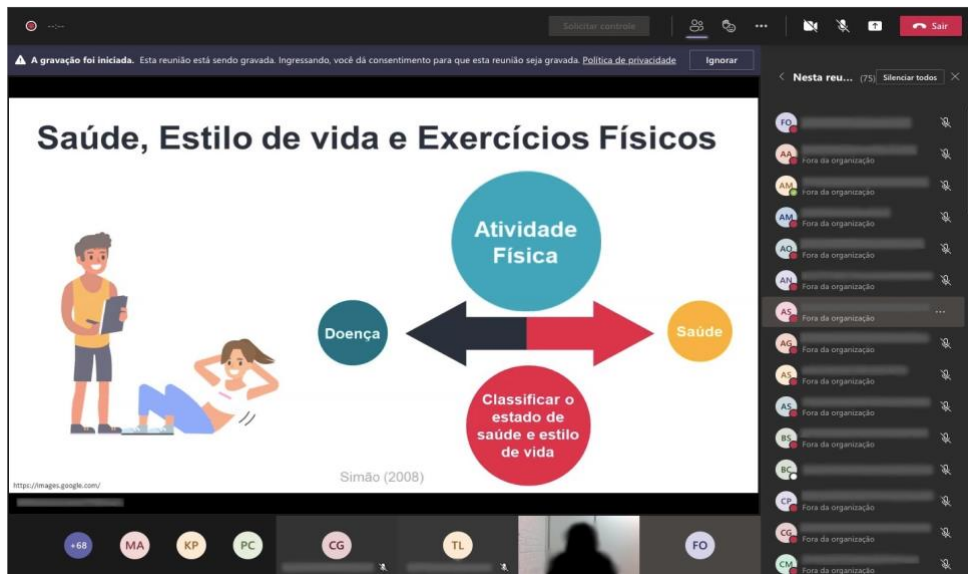 --:--
Solicitar controle
Sair
A gravação foi iniciada. Esta reunião está sendo gravada. Ingressando, você dá consentimento para que esta reunião seja gravada. Política de privacidade
Ignorar
Nesta reu... (75) Silenciar todos
Saúde, Estilo de vida e Exercícios Físicos
Atividade
Física
Doença
Saúde
Classificar o
estado de
saúde e estilo
de vida
Simão (2008)
https://images.google.com/
+68
MA
KP
PC
CG
TL
FO
FO
AA
Fora da organização
AM
Fora da organização
AM
Fora da organização
AO
Fora da organização
AN
Fora da organização
AS
Fora da organização
AG
Fora da organização
AS
Fora da organização
AS
Fora da organização
BS
Fora da organização
BC
CP
Fora da organização
CG
Fora da organização
CM
Fora da organização